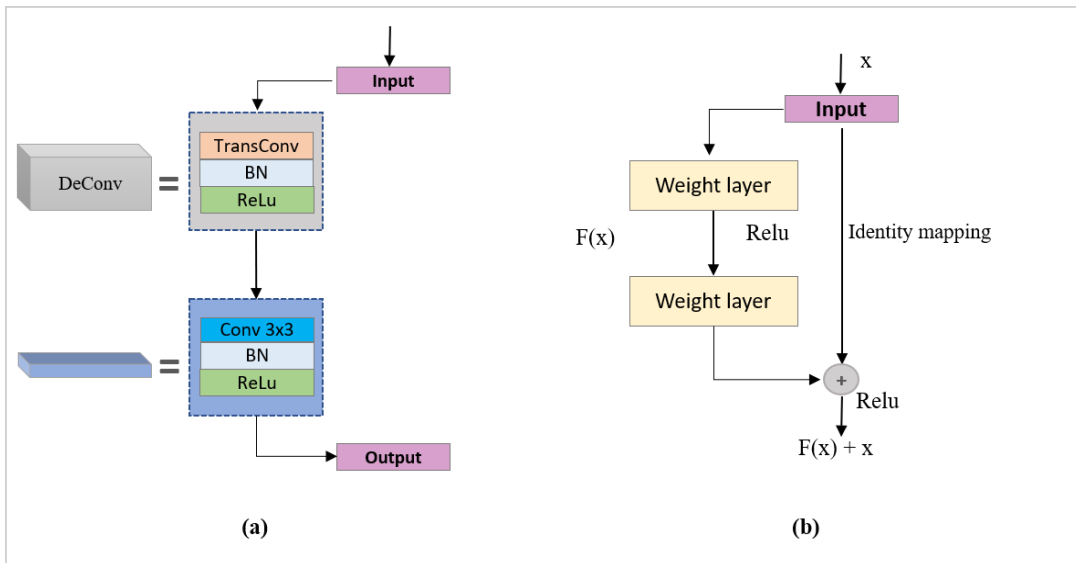 Input
TransConv
BN
ReLu
DeConv
=
Conv 3x3
BN
ReLu
=
Output
(a)
x
Input
Weight layer
F(x)
Relu
Identity mapping
Weight layer
+
Relu
F(x) + x
(b)